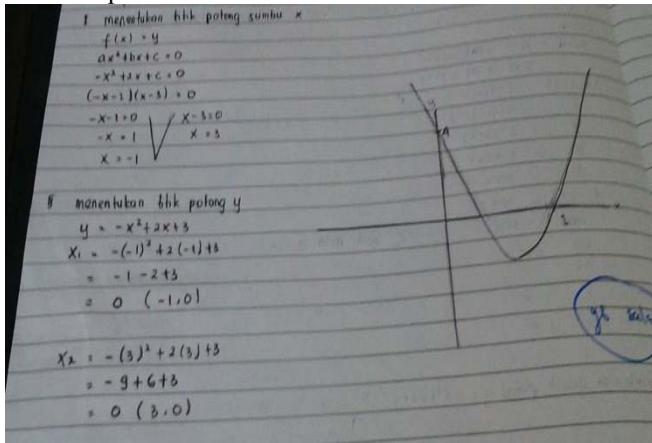 1 menentukan titik potong sumbu x
f(x) = y
ax²+bx+c = 0
-x²+2x+c = 0
(-x-1)(x-3) = 0
-x-1=0 V x-3=0
-x = 1 x = 3
x = -1
menentukan titik potong y
y = -x²+2x+3
x₁ = -(-1)²+2(-1)+3
= -1-2+3
= 0 (-1,0)
x₂ = -(3)²+2(3)+3
= -9+6+3
= 0 (3,0)
y
A